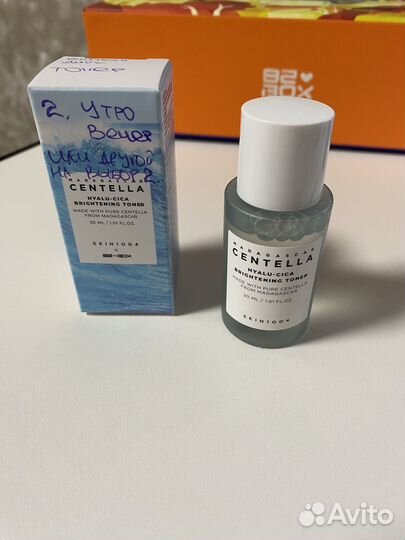 тонер
2. Утро
Вечер
или другой
на выбор 2.
MADAGASCAR
CENTELLA
HYALU-CICA
BRIGHTENING TONER
MADE WITH PURE CENTELLA
FROM MADAGASCAR
30 ML / 1.01 FL.OZ
SKIN1004
X
MADAGASCAR
CENTELLA
HYALU-CICA
BRIGHTENING TONER
MADE WITH PURE CENTELLA
FROM MADAGASCAR
30 ML / 1.01 FL.OZ
SKIN1004
Avito